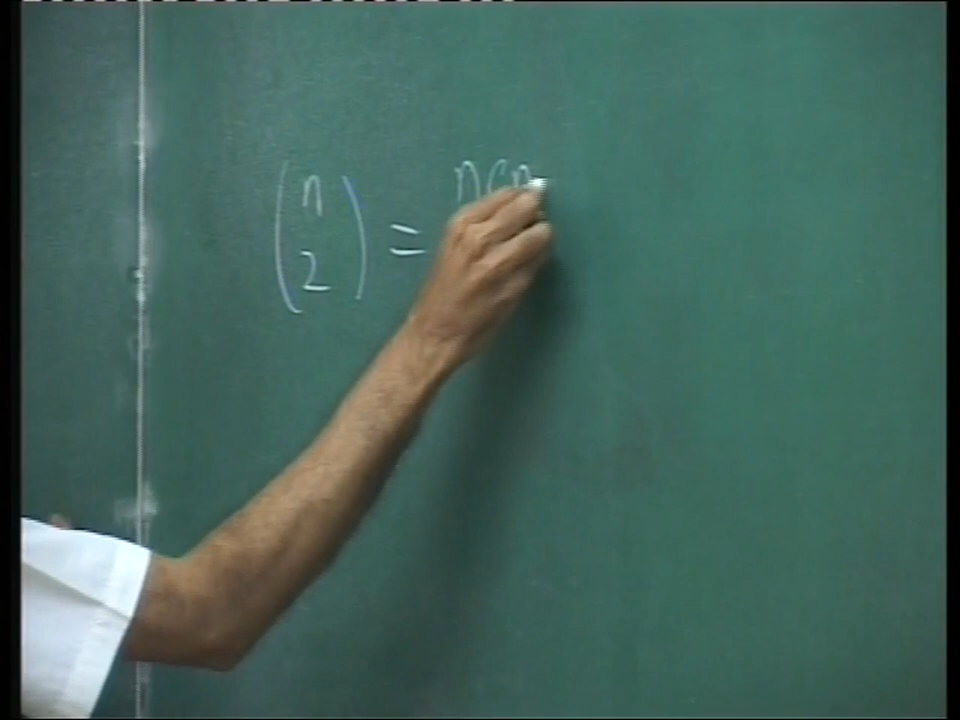 (n
2) = n(n-